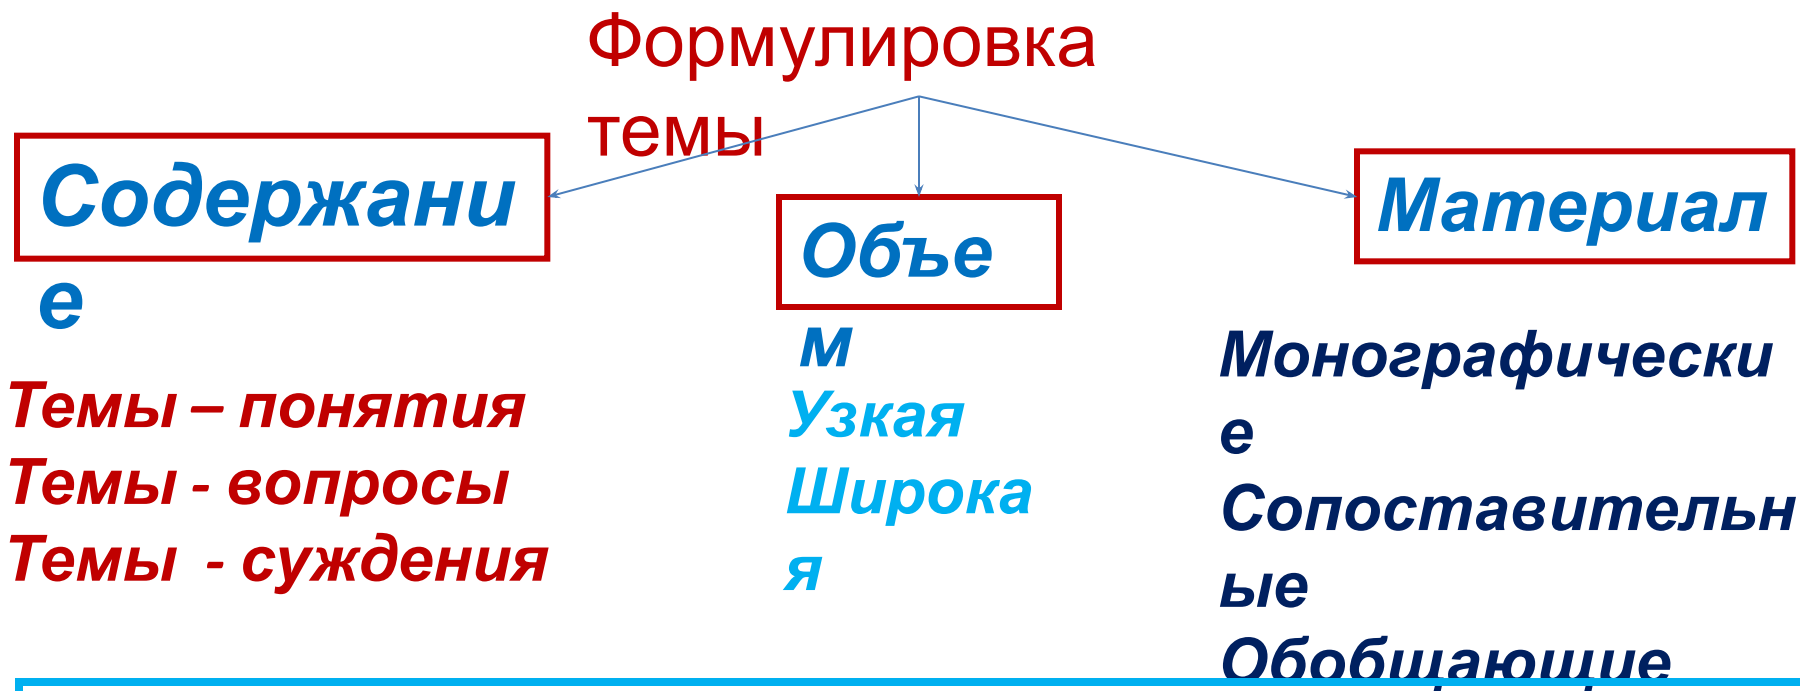 Формулировка
темы
Содержани
е
Темы – понятия
Темы - вопросы
Темы - суждения
Объе
м
Узкая
Широка
я
Материал
Монографически
е
Сопоставительн
ые
Обобщающие